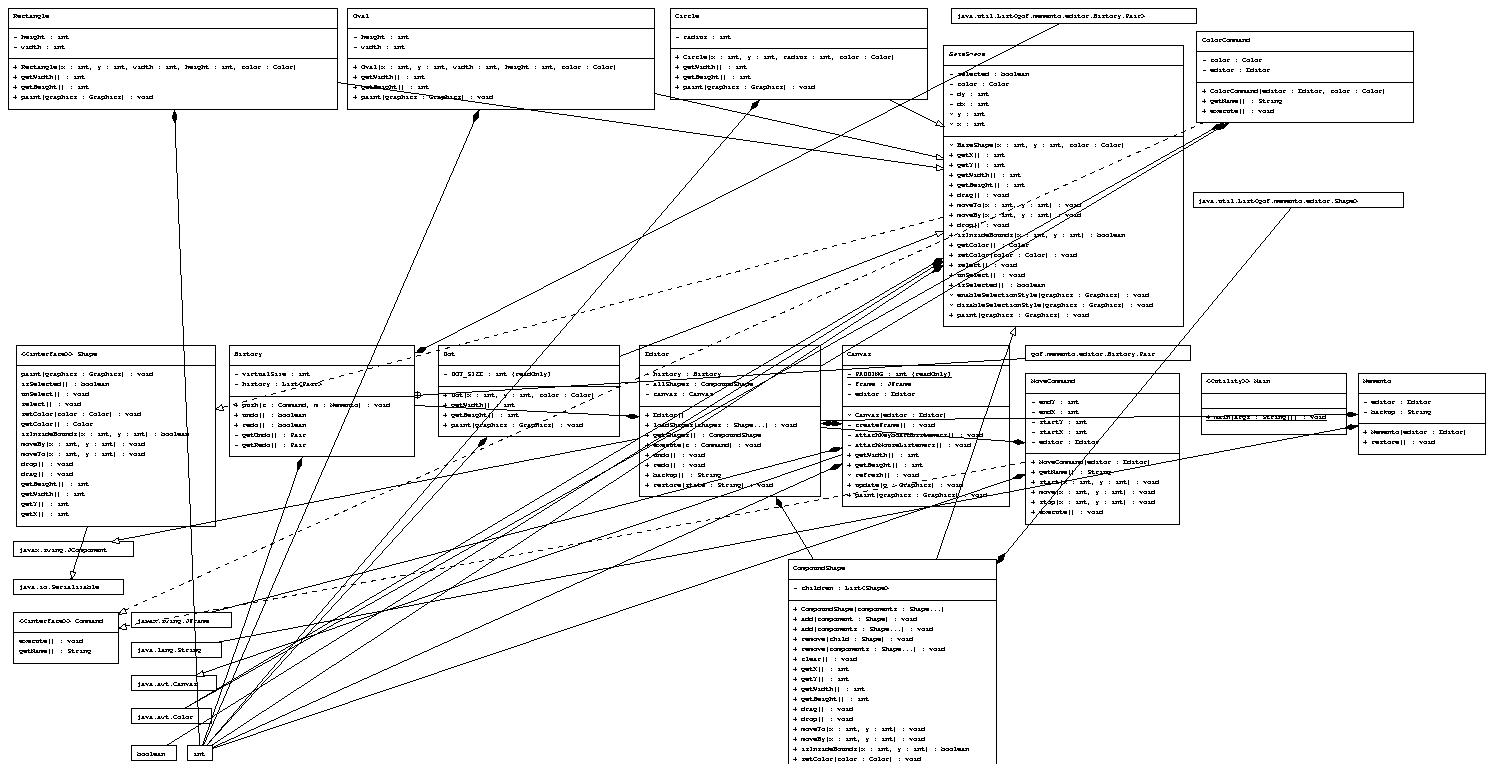 Rectangle
- height : int
- width : int
+ Rectangle(x : int, y : int, width : int, height : int, color : Color)
+ getWidth() : int
+ getHeight() : int
+ paint(graphics : Graphics) : void
Oval
- height : int
- width : int
+ Oval(x : int, y : int, width : int, height : int, color : Color)
+ getWidth() : int
+ getHeight() : int
+ paint(graphics : Graphics) : void
Circle
- radius : int
+ Circle(x : int, y : int, radius : int, color : Color)
+ getWidth() : int
+ getHeight() : int
+ paint(graphics : Graphics) : void
java.util.List<gof.memento.editor.History.Pair>
BaseShape
- selected : boolean
- color : Color
- dy : int
- dx : int
~ y : int
~ x : int
~ BaseShape(x : int, y : int, color : Color)
+ getX() : int
+ getY() : int
+ getWidth() : int
+ getHeight() : int
+ drag() : void
+ moveTo(x : int, y : int) : void
+ moveBy(x : int, y : int) : void
+ drop() : void
+ isInsideBounds(x : int, y : int) : boolean
+ getColor() : Color
+ setColor(color : Color) : void
+ select() : void
+ unSelect() : void
+ isSelected() : boolean
~ enableSelectionStyle(graphics : Graphics) : void
~ disableSelectionStyle(graphics : Graphics) : void
+ paint(graphics : Graphics) : void
ColorCommand
- color : Color
- editor : Editor
+ ColorCommand(editor : Editor, color : Color)
+ getName() : String
+ execute() : void
java.util.List<gof.memento.editor.Shape>
<<interface>> Shape
paint(graphics : Graphics) : void
isSelected() : boolean
unSelect() : void
select() : void
setColor(color : Color) : void
getColor() : Color
isInsideBounds(x : int, y : int) : boolean
moveBy(x : int, y : int) : void
moveTo(x : int, y : int) : void
drop() : void
drag() : void
getHeight() : int
getWidth() : int
getY() : int
getX() : int
History
- virtualSize : int
- history : List<Pair>
+ push(c : Command, m : Memento) : void
+ undo() : boolean
+ redo() : boolean
- getUndo() : Pair
- getRedo() : Pair
Dot
- DOT_SIZE : int {readOnly}
+ Dot(x : int, y : int, color : Color)
+ getWidth() : int
+ getHeight() : int
+ paint(graphics : Graphics) : void
Editor
- history : History
- allShapes : CompoundShape
- canvas : Canvas
+ Editor()
+ loadShapes(shapes : Shape...) : void
+ getShapes() : CompoundShape
+ execute(c : Command) : void
+ undo() : void
+ redo() : void
+ backup() : String
+ restore(state : String) : void
Canvas
- PADDING : int {readOnly}
- frame : JFrame
- editor : Editor
~ Canvas(editor : Editor)
~ createFrame() : void
- attachKeyboardListeners() : void
- attachMouseListeners() : void
+ getWidth() : int
+ getHeight() : int
~ refresh() : void
+ update(g : Graphics) : void
+ paint(graphics : Graphics) : void
gof.memento.editor.History.Pair
MoveCommand
- endY : int
- endX : int
- startY : int
- startX : int
- editor : Editor
+ MoveCommand(editor : Editor)
+ getName() : String
+ start(x : int, y : int) : void
+ move(x : int, y : int) : void
+ stop(x : int, y : int) : void
+ execute() : void
<<Utility>> Main
+ main(args : String[]) : void
Memento
- editor : Editor
- backup : String
+ Memento(editor : Editor)
+ restore() : void
javax.swing.JComponent
java.io.Serializable
<<interface>> Command
execute() : void
getName() : String
javax.swing.JFrame
java.lang.String
java.awt.Canvas
java.awt.Color
boolean
int
CompoundShape
- children : List<Shape>
+ CompoundShape(components : Shape...)
+ add(component : Shape) : void
+ add(components : Shape...) : void
+ remove(child : Shape) : void
+ remove(components : Shape...) : void
+ clear() : void
+ getX() : int
+ getY() : int
+ getWidth() : int
+ getHeight() : int
+ drag() : void
+ drop() : void
+ moveTo(x : int, y : int) : void
+ moveBy(x : int, y : int) : void
+ isInsideBounds(x : int, y : int) : boolean
+ setColor(color : Color) : void